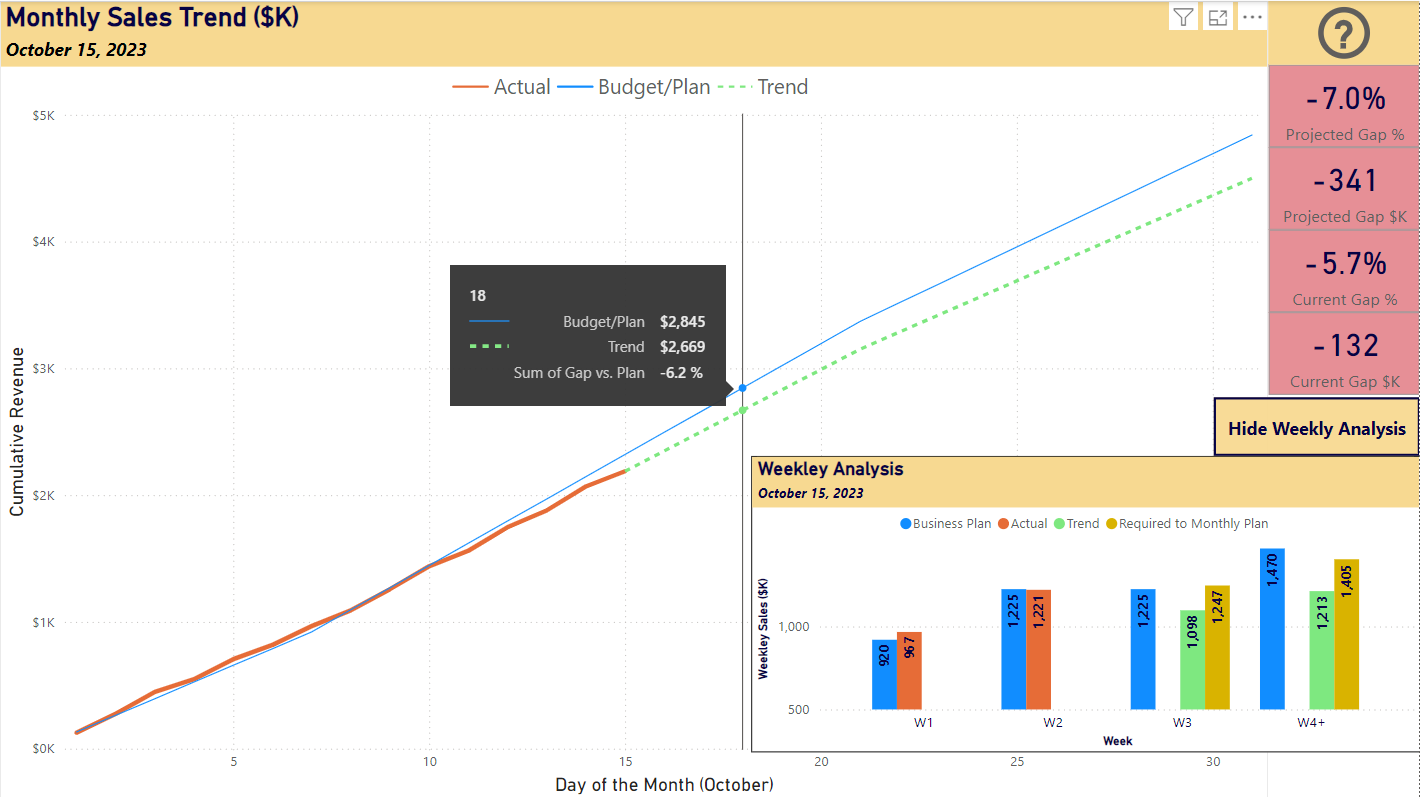 Monthly Sales Trend ($K)
October 15, 2023
Actual Budget/Plan Trend
$5K
$4K
$3K
$2K
$1K
$0K
Cumulative Revenue
5 10 15 20 25 30
Day of the Month (October)
18
Budget/Plan $2,845
Trend $2,669
Sum of Gap vs. Plan -6.2 %
?
-7.0%
Projected Gap %
-341
Projected Gap $K
-5.7%
Current Gap %
-132
Current Gap $K
Hide Weekly Analysis
Weekley Analysis
October 15, 2023
Business Plan Actual Trend Required to Monthly Plan
Weekley Sales ($K)
1,000
500
920 967 1,225 1,221 1,225 1,098 1,247 1,470 1,213 1,405
W1 W2 W3 W4+
Week